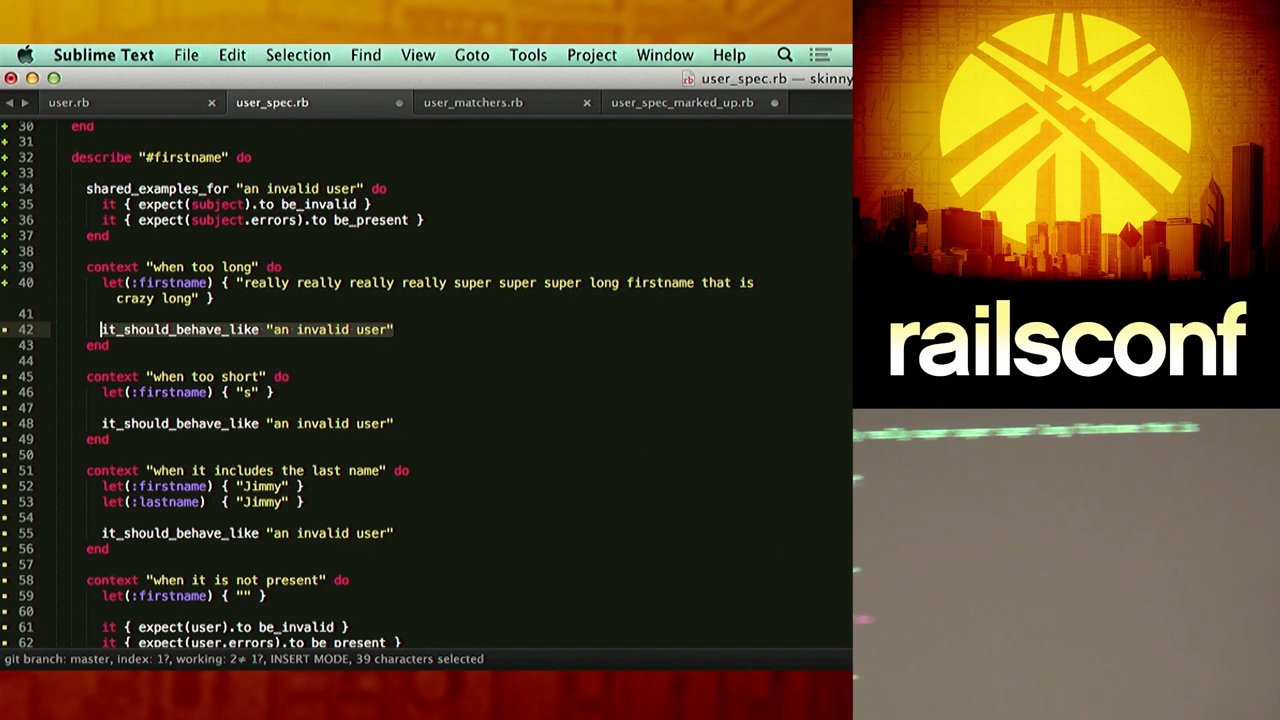 Sublime Text File Edit Selection Find View Goto Tools Project Window Help
user_spec.rb — skinny
user.rb user_spec.rb user_matchers.rb user_spec_marked_up.rb
30 end
31
32 describe "#firstname" do
33
34 shared_examples_for "an invalid user" do
35 it { expect(subject).to be_invalid }
36 it { expect(subject.errors).to be_present }
37 end
38
39 context "when too long" do
40 let(:firstname) { "really really really really super super super long firstname that is
crazy long" }
41
42 it_should_behave_like "an invalid user"
43 end
44
45 context "when too short" do
46 let(:firstname) { "s" }
47
48 it_should_behave_like "an invalid user"
49 end
50
51 context "when it includes the last name" do
52 let(:firstname) { "Jimmy" }
53 let(:lastname) { "Jimmy" }
54
55 it_should_behave_like "an invalid user"
56 end
57
58 context "when it is not present" do
59 let(:firstname) { "" }
60
61 it { expect(user).to be_invalid }
62 it { expect(user.errors).to be_present }
git branch: master, index: 1?, working: 2≠ 1?, INSERT MODE, 39 characters selected
railsconf